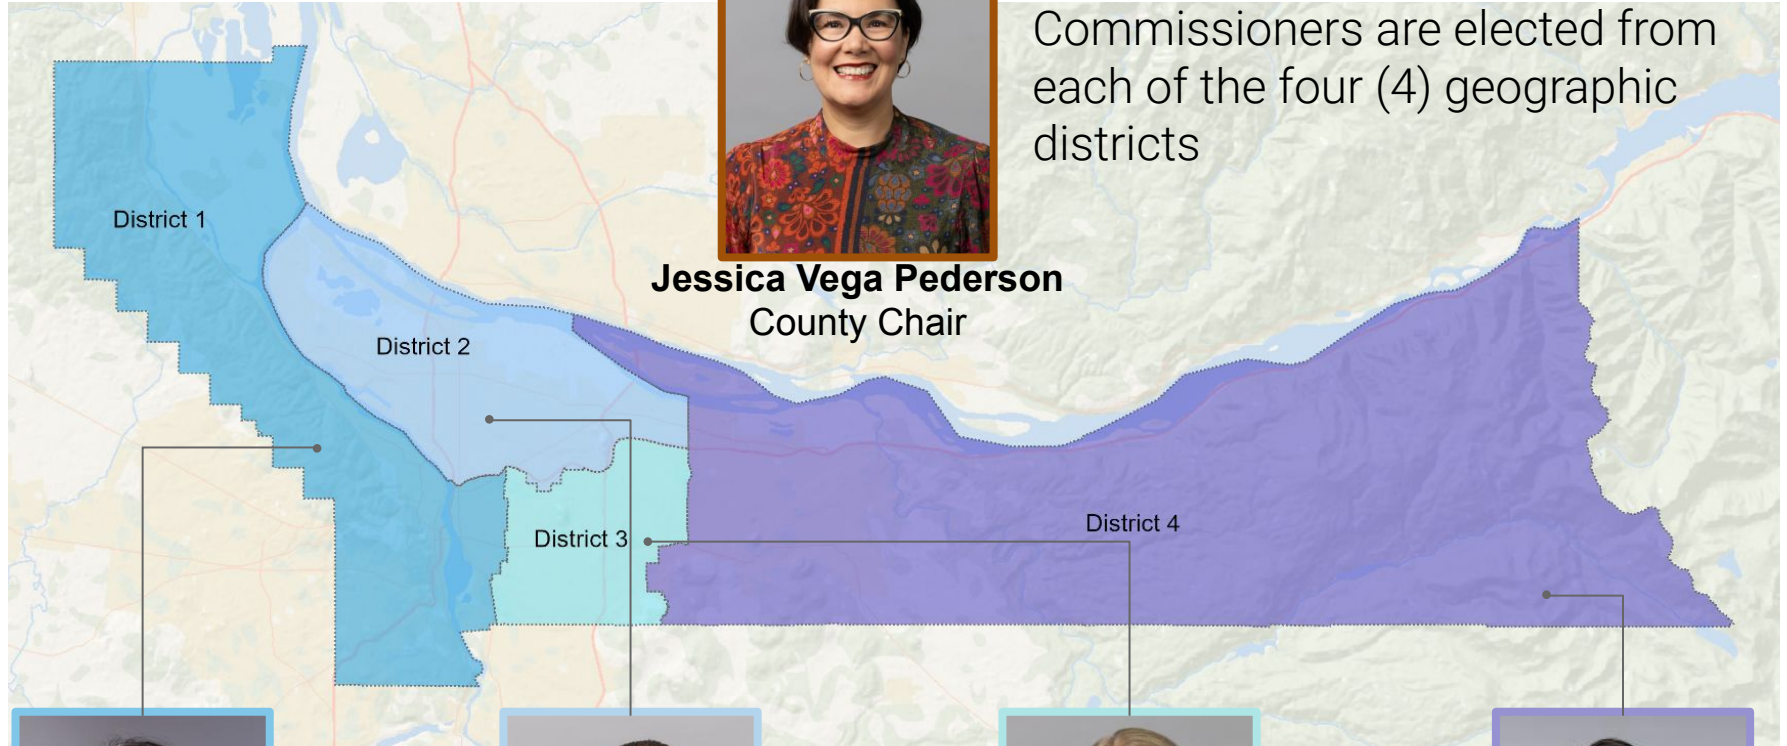 Commissioners are elected from
each of the four (4) geographic
districts
District 1
Jessica Vega Pederson
County Chair
District 2
District 3
District 4